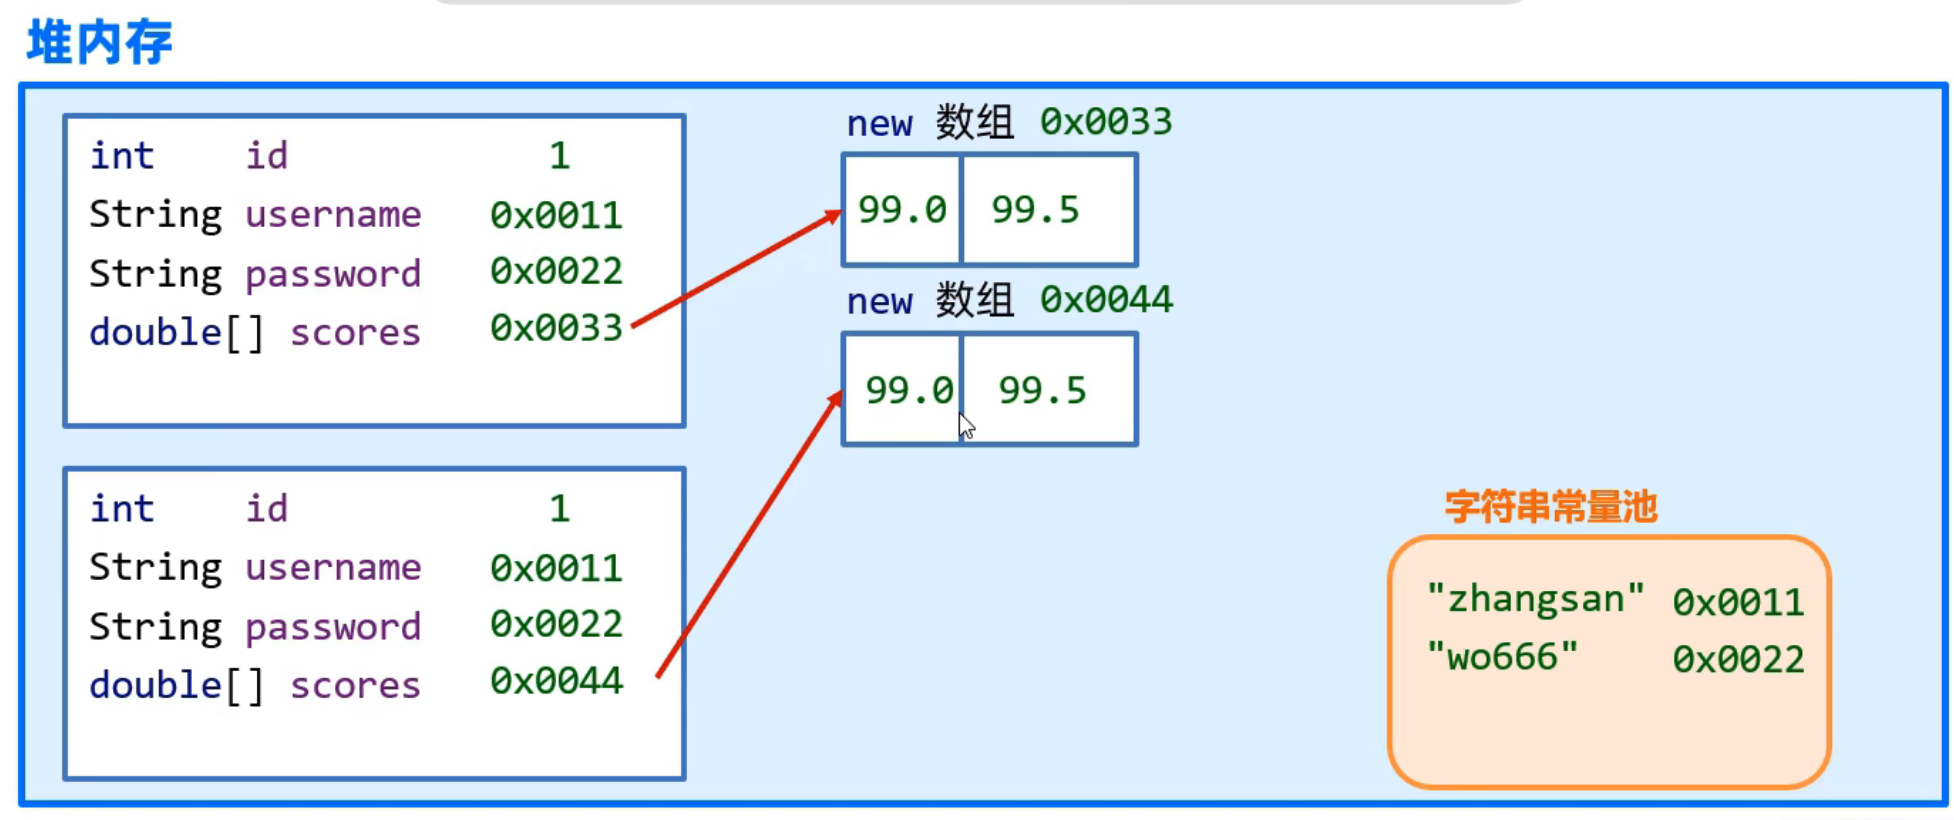 堆内存
int id 1
String username 0x0011
String password 0x0022
double[] scores 0x0033
new 数组 0x0033
99.0 99.5
new 数组 0x0044
99.0 99.5
int id 1
String username 0x0011
String password 0x0022
double[] scores 0x0044
字符串常量池
"zhangsan" 0x0011
"wo666" 0x0022